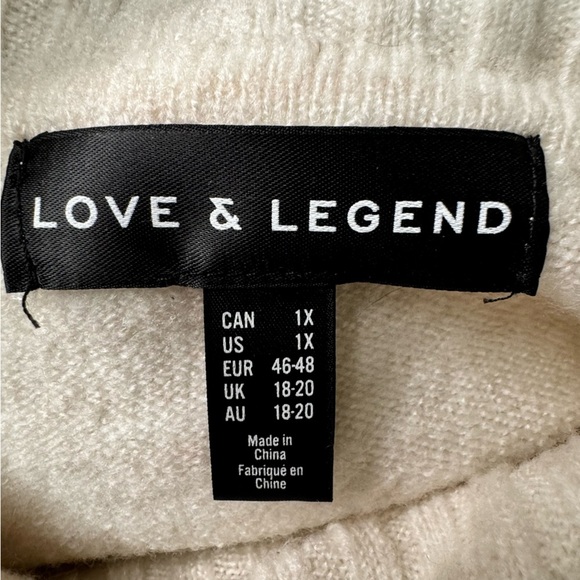 LOVE & LEGEND
CAN 1X
US 1X
EUR 46-48
UK 18-20
AU 18-20
Made in
China
Fabriqué en
Chine